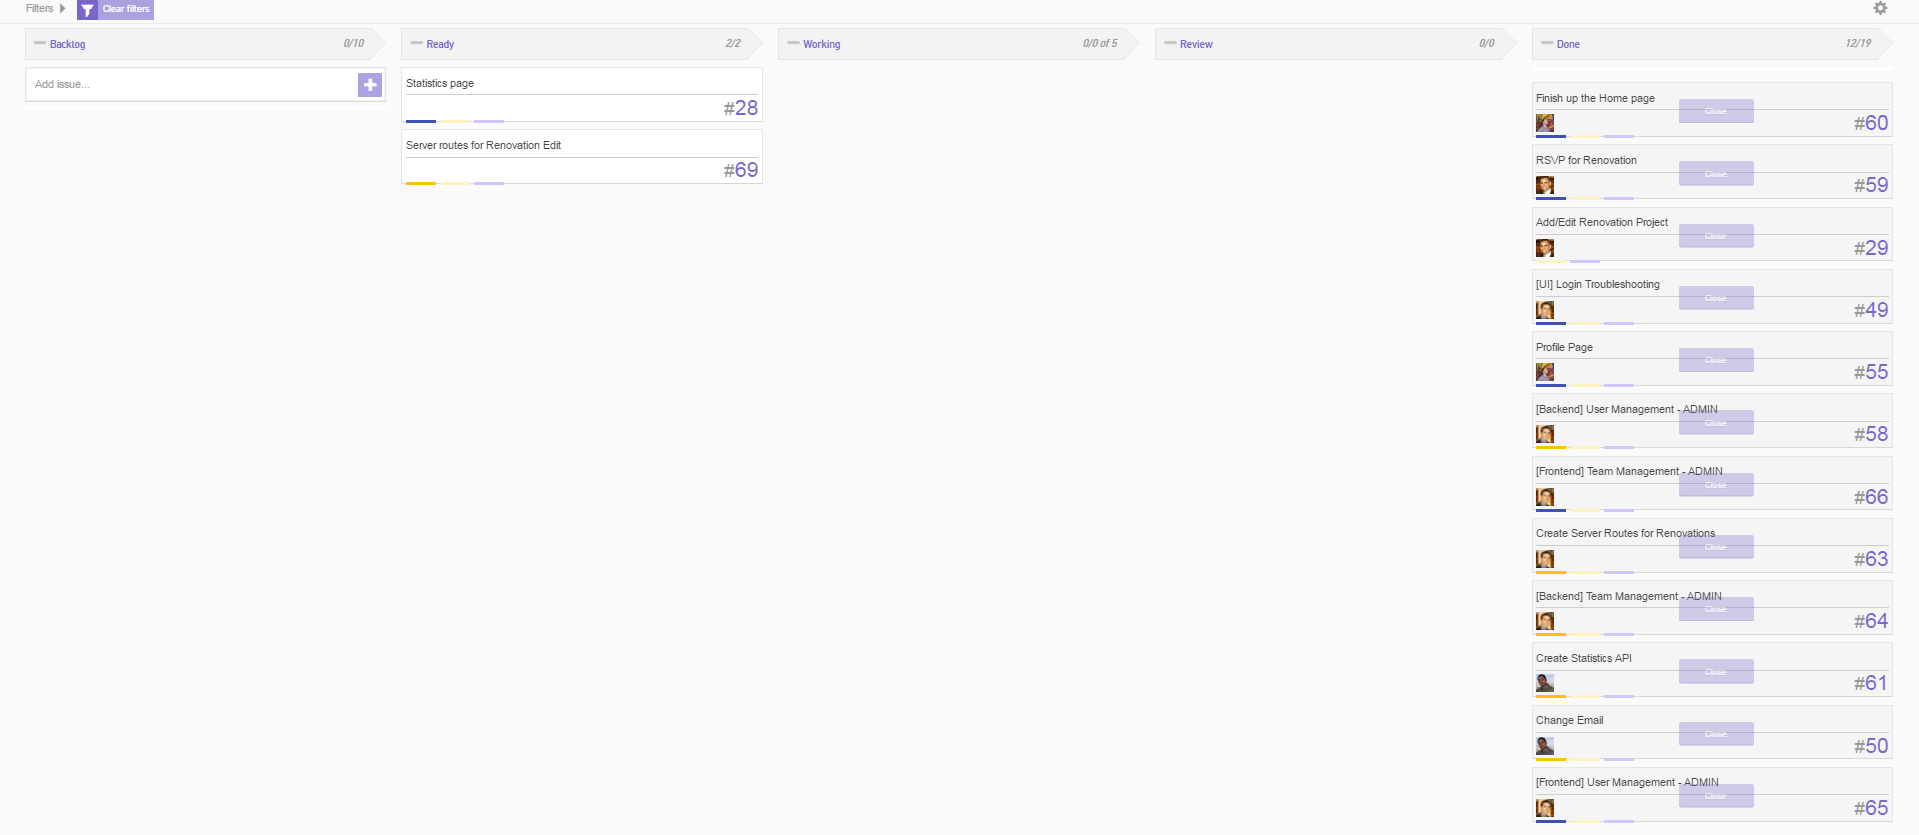 Filters
Clear filters
Backlog
0/10
Ready
2/2
Working
0/0 of 5
Review
0/0
Done
12/19
Add issue...
Statistics page
#28
Server routes for Renovation Edit
#69
Finish up the Home page
Close
#60
RSVP for Renovation
Close
#59
Add/Edit Renovation Project
Close
#29
[UI] Login Troubleshooting
Close
#49
Profile Page
Close
#55
[Backend] User Management - ADMIN
Close
#58
[Frontend] Team Management - ADMIN
Close
#66
Create Server Routes for Renovations
Close
#63
[Backend] Team Management - ADMIN
Close
#64
Create Statistics API
Close
#61
Change Email
Close
#50
[Frontend] User Management - ADMIN
Close
#65